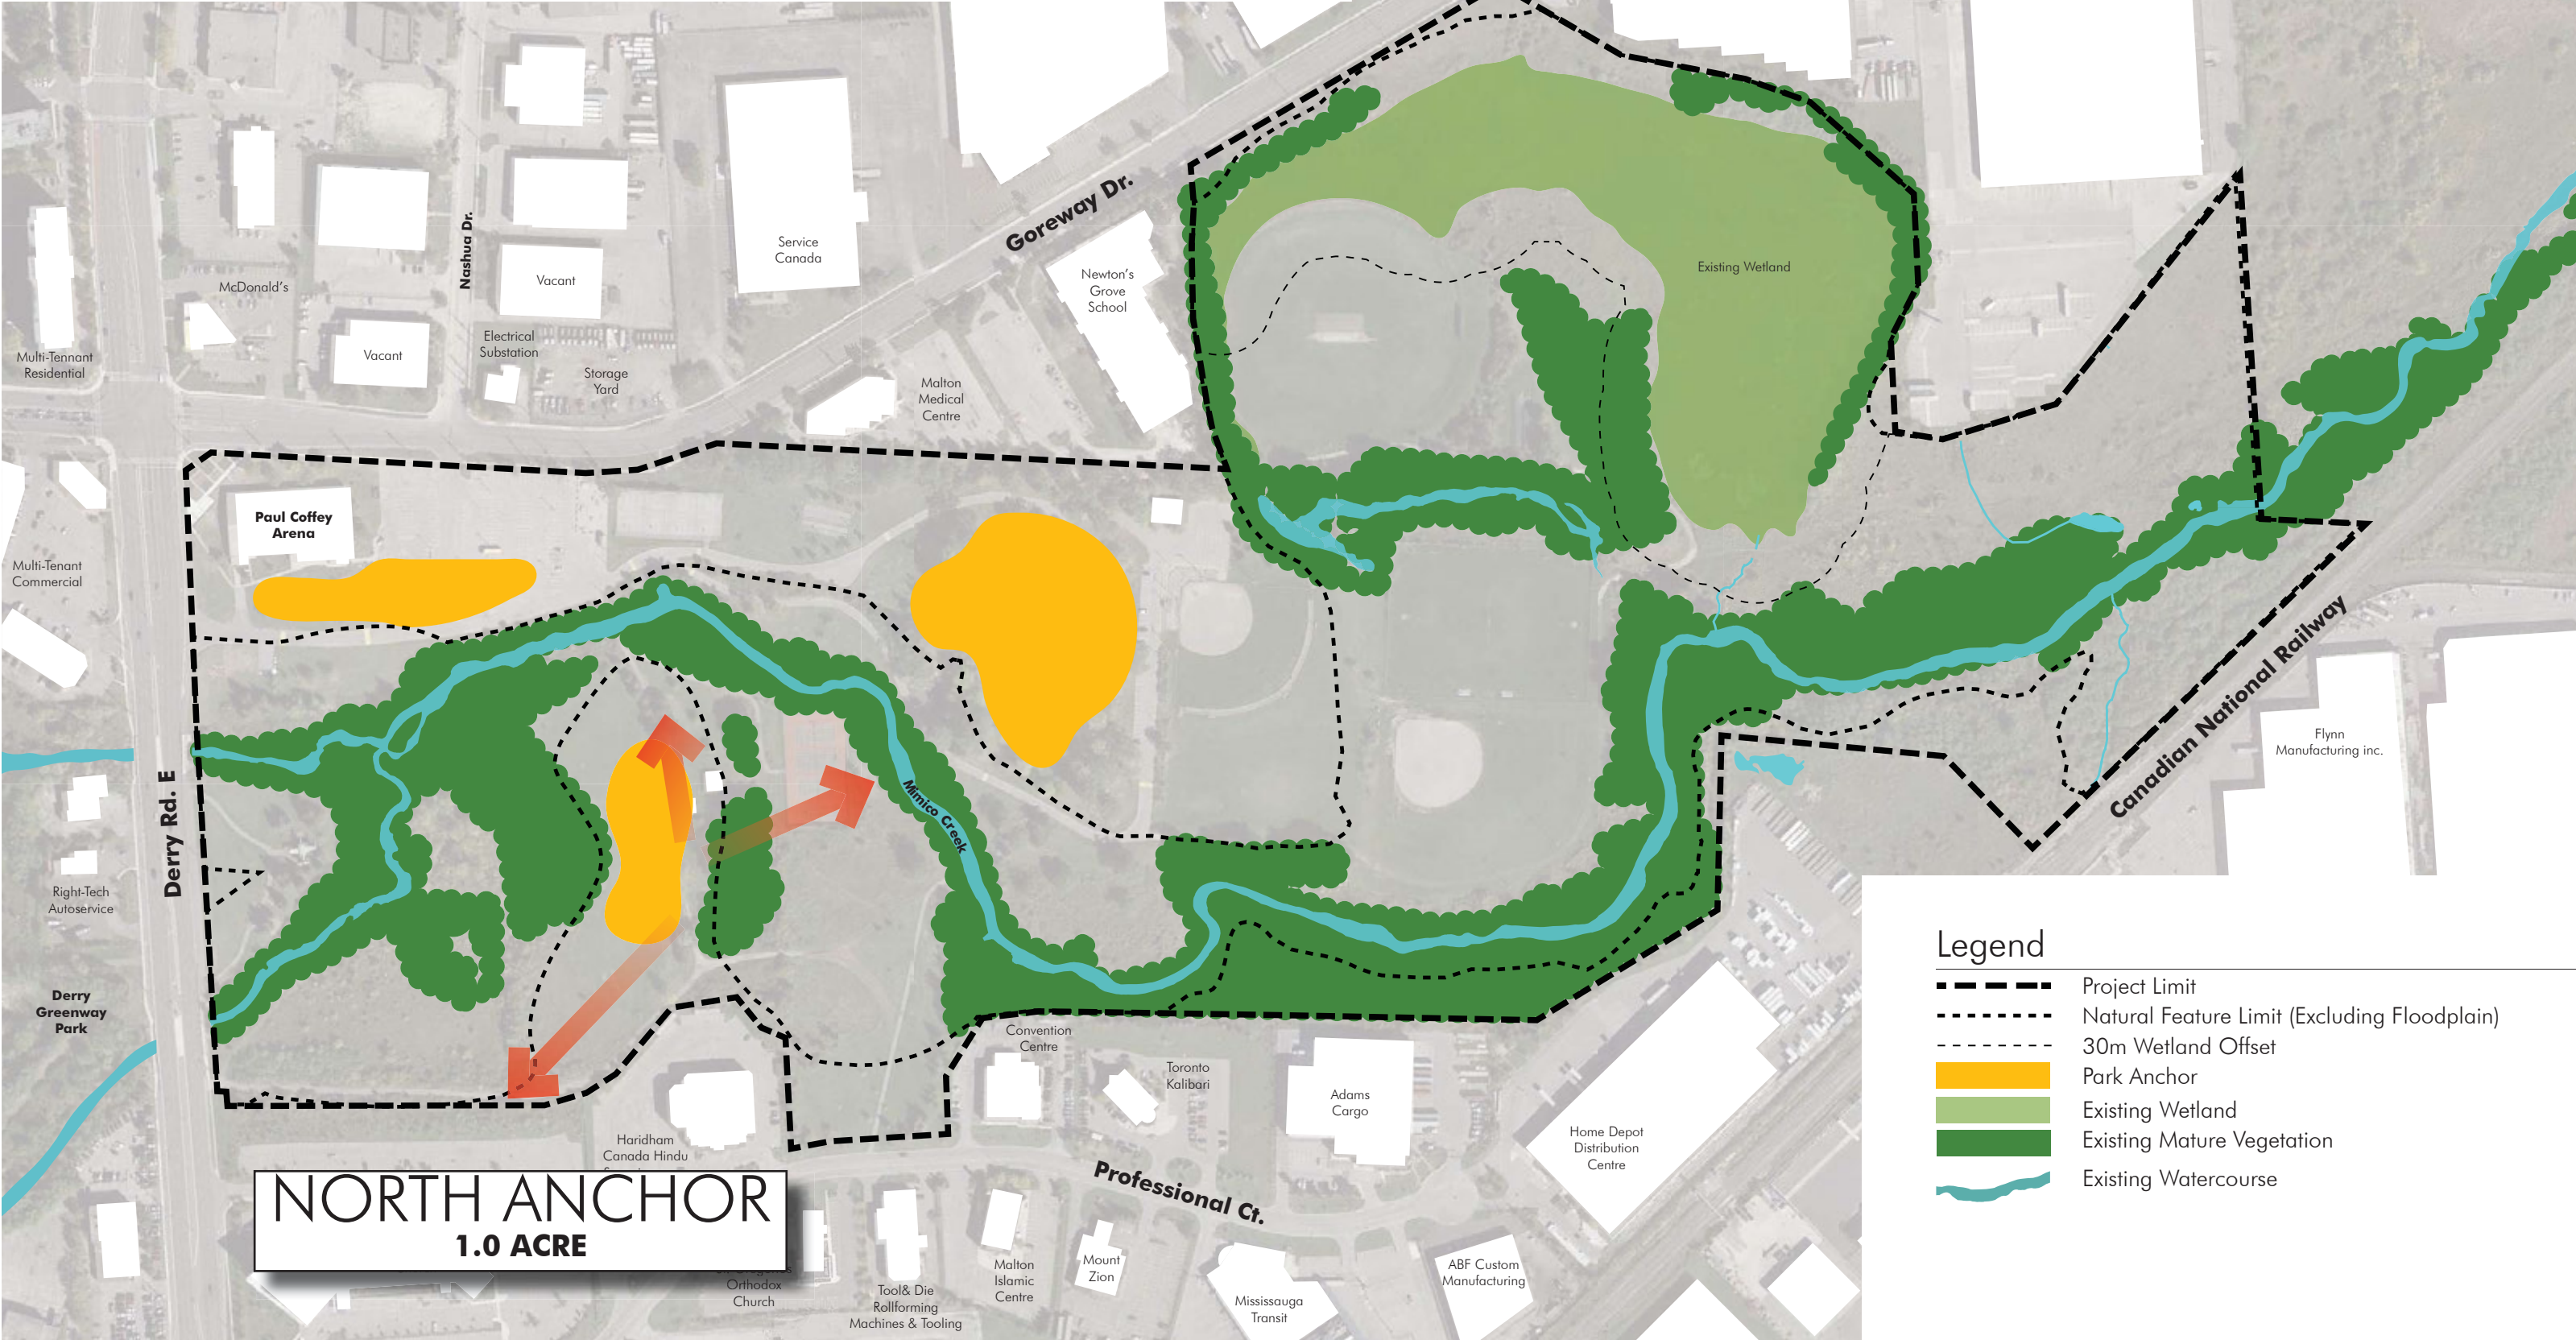 Goreway Dr.
Nashua Dr.
Service
Canada
Newton's
Grove
School
Existing Wetland
McDonald's
Vacant
Electrical
Substation
Vacant
Multi-Tennant
Residential
Storage
Yard
Malton
Medical
Centre
Paul Coffey
Arena
Multi-Tenant
Commercial
Derry Rd. E
Mimico Creek
Canadian National Railway
Flynn
Manufacturing inc.
Right-Tech
Autoservice
Derry
Greenway
Park
Convention
Centre
Toronto
Kalibari
Adams
Cargo
Home Depot
Distribution
Centre
Haridham
Canada Hindu
Professional Ct.
NORTH ANCHOR
1.0 ACRE
Orthodox
Church
Tool& Die
Rollforming
Machines & Tooling
Malton
Islamic
Centre
Mount
Zion
Mississauga
Transit
ABF Custom
Manufacturing
Legend
Project Limit
Natural Feature Limit (Excluding Floodplain)
30m Wetland Offset
Park Anchor
Existing Wetland
Existing Mature Vegetation
Existing Watercourse